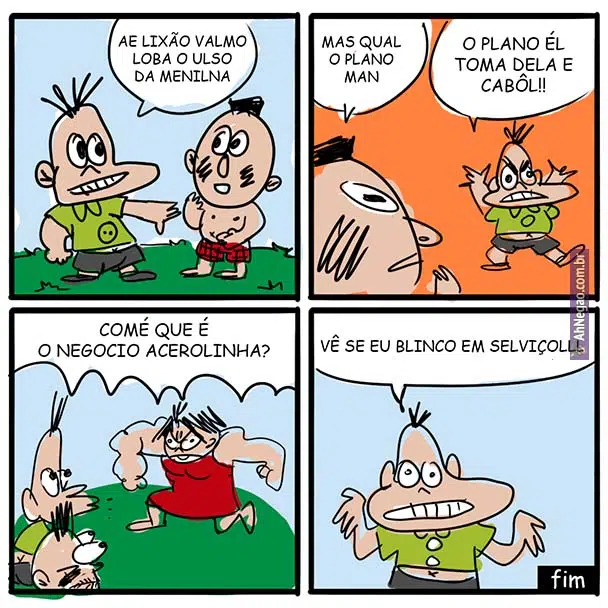 AE LIXÃO VALMO
LOBA O ULSO
DA MENILNA
MAS QUAL
O PLANO
MAN
O PLANO ÉL
TOMA DELA E
CABÔL!!
AhNegao.com.br
COMÉ QUE É
O NEGOCIO ACEROLINHA?
VÊ SE EU BLINCO EM SELVIÇOL!!
fim